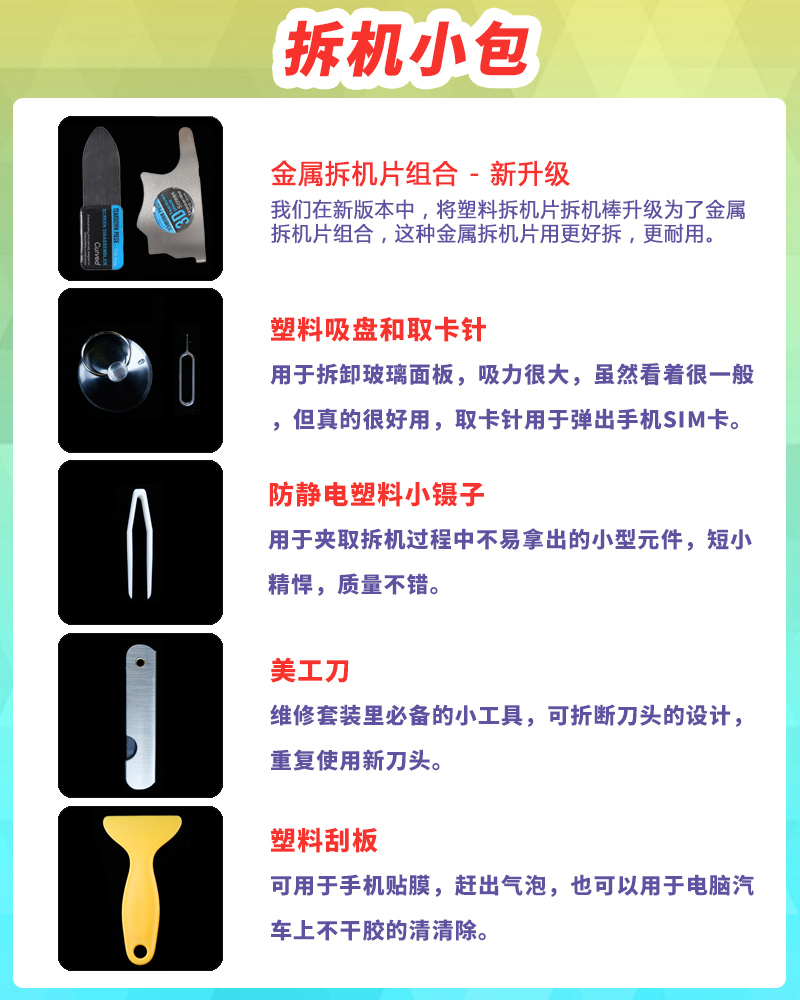 拆机小包
金属拆机片组合 - 新升级
我们在新版本中，将塑料拆机片拆机棒升级为了金属
拆机片组合，这种金属拆机片用更好拆，更耐用。
TEARDOWN PIECE
SCREEN DISASSEMBLER
Curved
3D
塑料吸盘和取卡针
用于拆卸玻璃面板，吸力很大，虽然看着很一般
，但真的很好用，取卡针用于弹出手机SIM卡。
防静电塑料小镊子
用于夹取拆机过程中不易拿出的小型元件，短小
精悍，质量不错。
美工刀
维修套装里必备的小工具，可折断刀头的设计，
重复使用新刀头。
塑料刮板
可用于手机贴膜，赶出气泡，也可以用于电脑汽
车上不干胶的清清除。